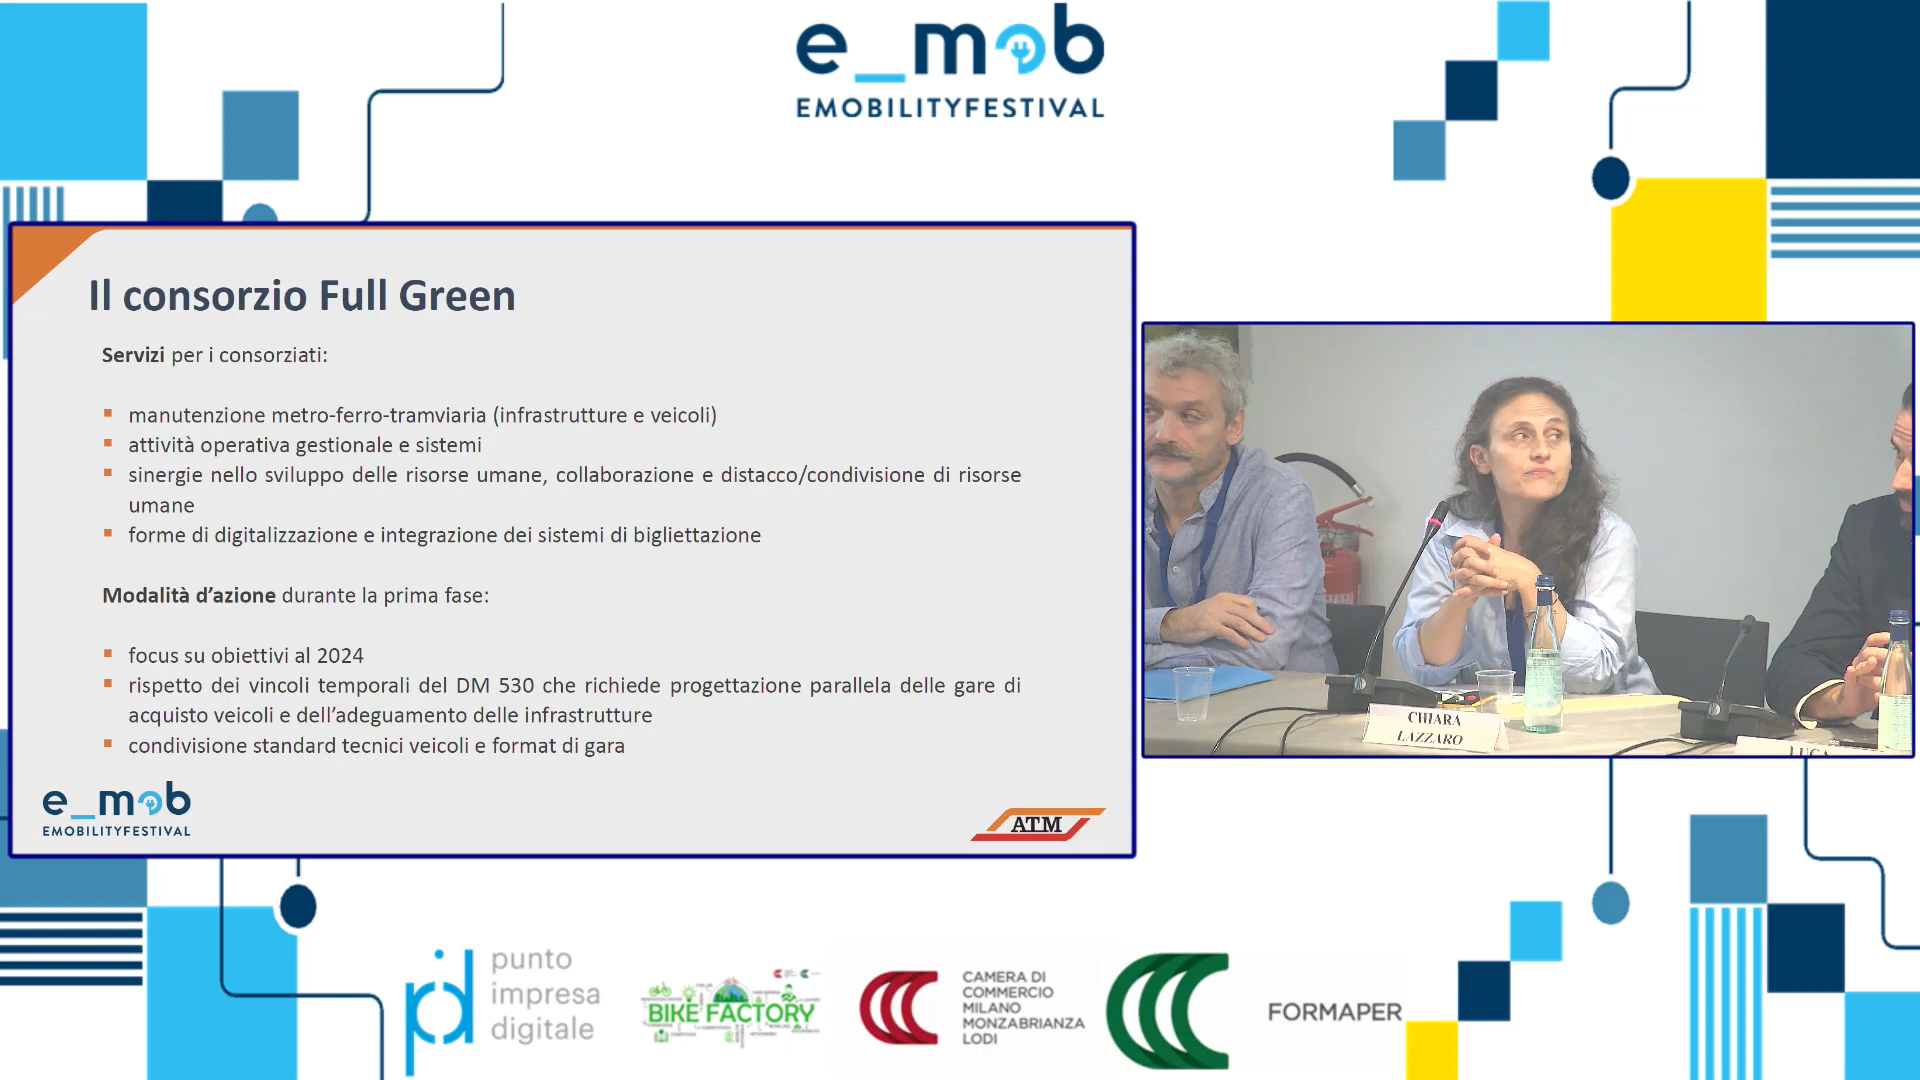 e_mob
EMOBILITYFESTIVAL
Il consorzio Full Green
Servizi per i consorziati:
manutenzione metro-ferro-tramviaria (infrastrutture e veicoli)
attività operativa gestionale e sistemi
sinergie nello sviluppo delle risorse umane, collaborazione e distacco/condivisione di risorse
umane
forme di digitalizzazione e integrazione dei sistemi di bigliettazione
Modalità d’azione durante la prima fase:
focus su obiettivi al 2024
rispetto dei vincoli temporali del DM 530 che richiede progettazione parallela delle gare di
acquisto veicoli e dell’adeguamento delle infrastrutture
condivisione standard tecnici veicoli e format di gara
e_mob
EMOBILITYFESTIVAL
ATM
CHIARA
LAZZARO
LUCA
punto
impresa
digitale
BIKE FACTORY
CAMERA DI
COMMERCIO
MILANO
MONZABRIANZA
LODI
FORMAPER